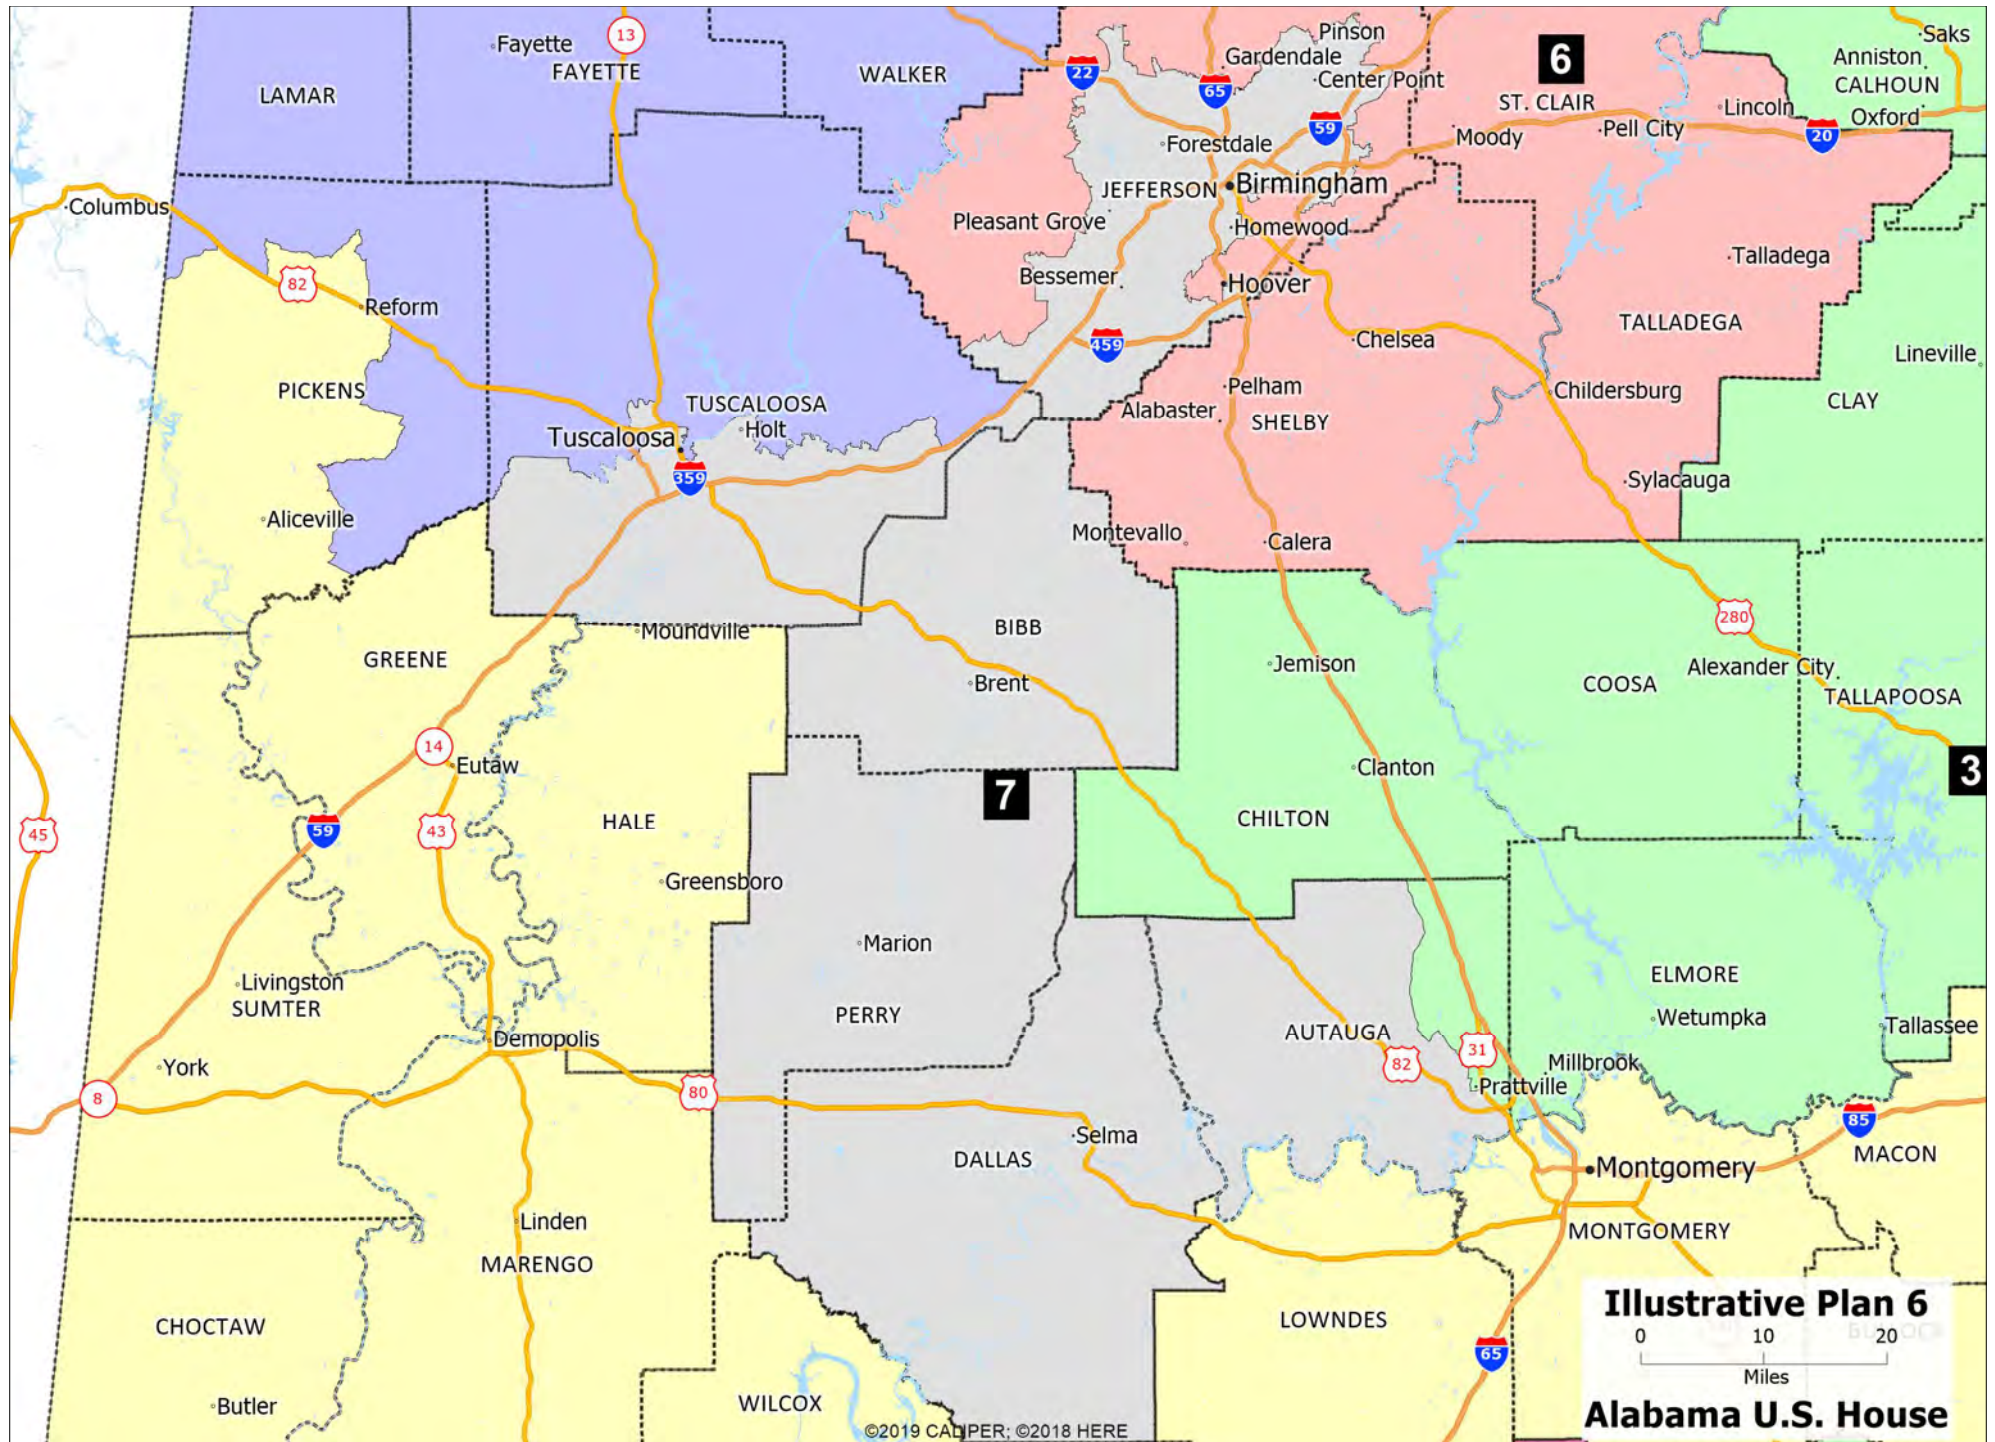 13
Pinson
Saks
Fayette
FAYETTE
Gardendale
6
Anniston
WALKER
22
65
Center Point
CALHOUN
LAMAR
ST. CLAIR
Lincoln
Oxford
59
Moody
Pell City
20
Forestdale
JEFFERSON
Birmingham
Columbus
Pleasant Grove
Homewood
Talladega
82
Bessemer
Hoover
Reform
TALLADEGA
459
Chelsea
Lineville
PICKENS
Pelham
Childersburg
TUSCALOOSA
Alabaster
CLAY
Holt
SHELBY
Tuscaloosa
359
Sylacauga
Aliceville
Montevallo
Calera
280
Moundville
BIBB
GREENE
Jemison
Alexander City
Brent
COOSA
TALLAPOOSA
14
Eutaw
Clanton
3
7
45
59
43
HALE
CHILTON
Greensboro
Marion
Livingston
ELMORE
SUMTER
PERRY
Wetumpka
Tallassee
Demopolis
AUTAUGA
31
York
82
Millbrook
Prattville
8
80
85
Selma
DALLAS
MACON
Montgomery
Linden
MONTGOMERY
MARENGO
CHOCTAW
LOWNDES
65
WILCOX
Butler
Illustrative Plan 6
0 10 20
Miles
Alabama U.S. House
©2019 CALIPER; ©2018 HERE